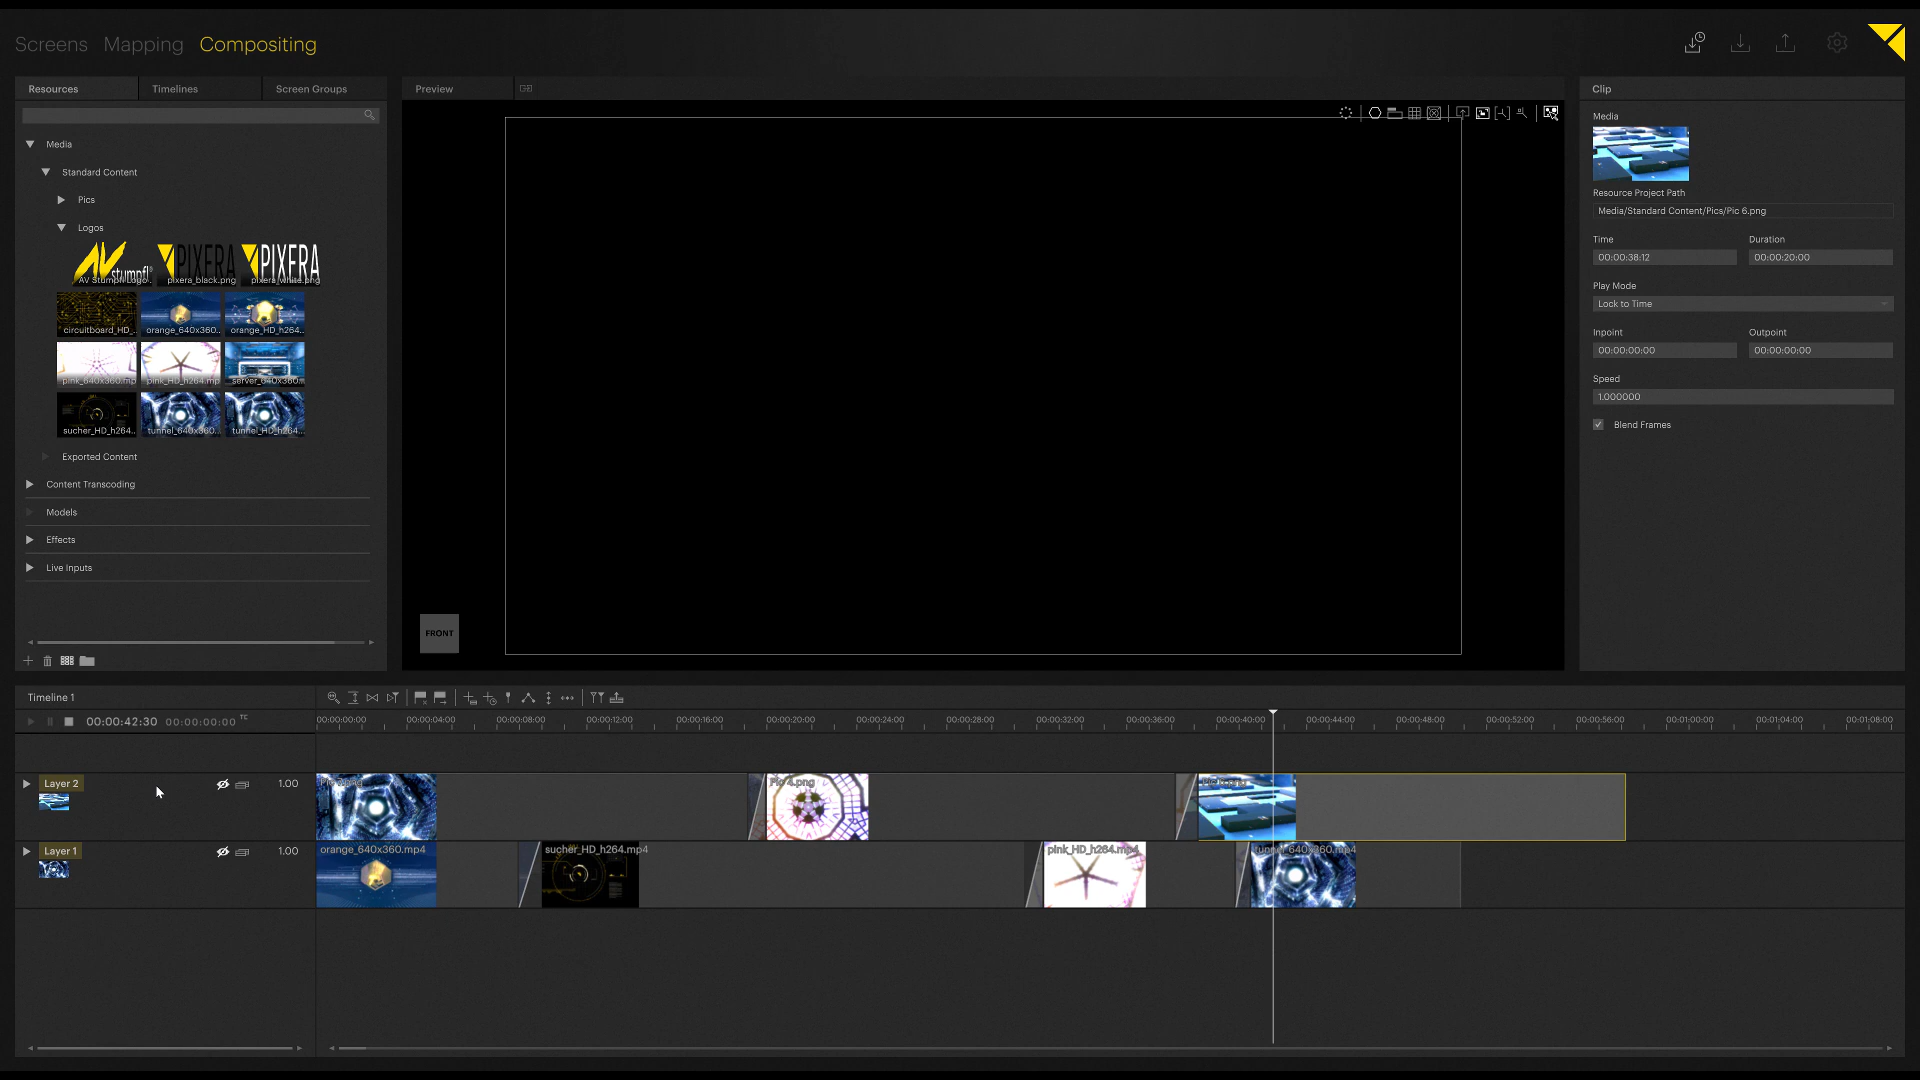 Screens Mapping Compositing
Resources Timelines Screen Groups
Preview
Clip
Media
Standard Content
Pics
Logos
AV Stumpfl Logo..
pixera_black.png
pixera_white.png
circuitboard_HD_..
orange_640x360..
orange_HD_h264..
pink_640x360.mp
pink_HD_h264.mp
server_640x360..
sucher_HD_h264..
tunnel_640x360..
tunnel_HD_h264..
Exported Content
Content Transcoding
Models
Effects
Live Inputs
FRONT
Media
Resource Project Path
Media/Standard Content/Pics/Pic 6.png
Time Duration
00:00:38:12 00:00:20:00
Play Mode
Lock to Time
Inpoint Outpoint
00:00:00:00 00:00:00:00
Speed
1.000000
Blend Frames
Timeline 1
00:00:42:30 00:00:00:00 TC
00:00:00:00 00:00:04:00 00:00:08:00 00:00:12:00 00:00:16:00 00:00:20:00 00:00:24:00 00:00:28:00 00:00:32:00 00:00:36:00 00:00:40:00 00:00:44:00 00:00:48:00 00:00:52:00 00:00:56:00 00:01:00:00 00:01:04:00 00:01:08:00
Layer 2 1.00
Pic 4.png
Layer 1 1.00
orange_640x360.mp4
sucher_HD_h264.mp4
pink_HD_h264.mp4
tunnel_640x360.mp4